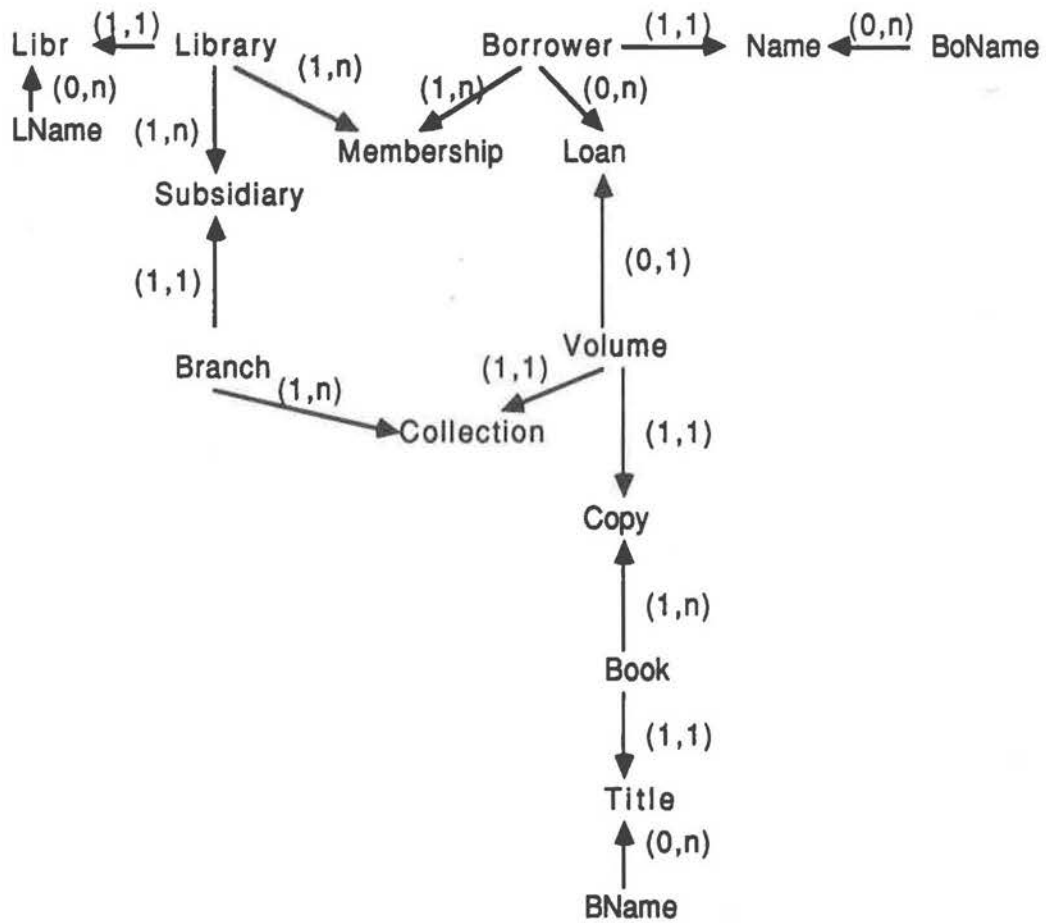 Libr (1,1) Library Borrower (1,1) Name (0,n) BoName
(0,n) (1,n) (1,n) (0,n)
LName (1,n) Membership Loan
Subsidiary
(1,1) (0,1)
Branch (1,n) (1,1) Volume
Collection (1,1)
Copy
(1,n)
Book
(1,1)
Title
(0,n)
BName